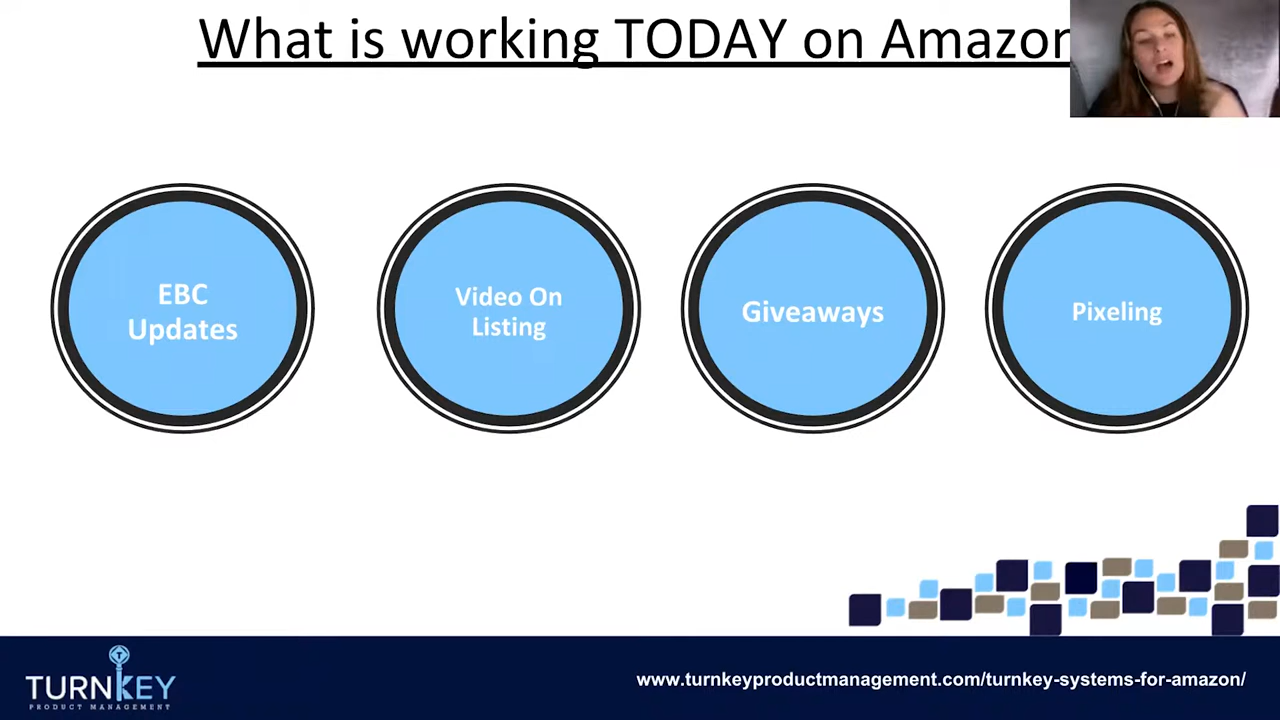 What is working TODAY on Amazon
EBC
Updates
Video On
Listing
Giveaways
Pixeling
TURNKEY
PRODUCT MANAGEMENT
www.turnkeyproductmanagement.com/turnkey-systems-for-amazon/